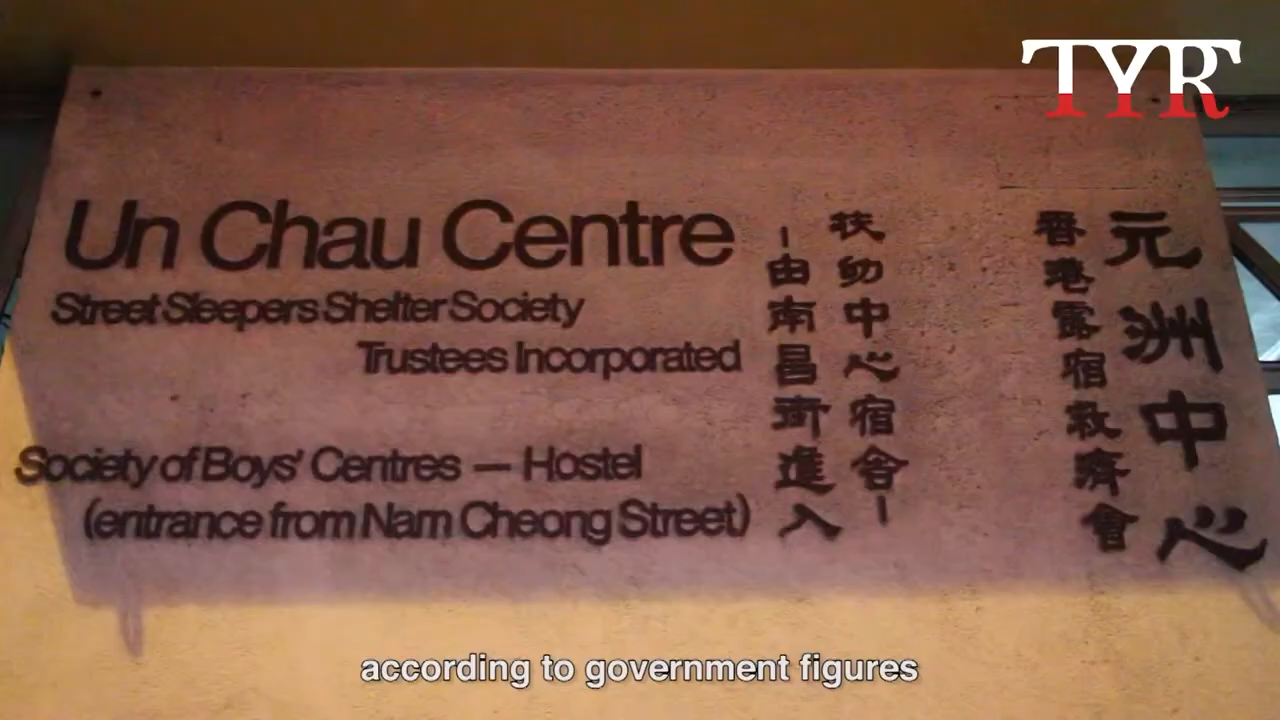 TYR
Un Chau Centre
Street Sleepers Shelter Society
Trustees Incorporated
Society of Boys' Centres — Hostel
(entrance from Nam Cheong Street)
元洲中心
香港露宿救濟會
扶幼中心宿舍—
—由南昌街進入
according to government figures